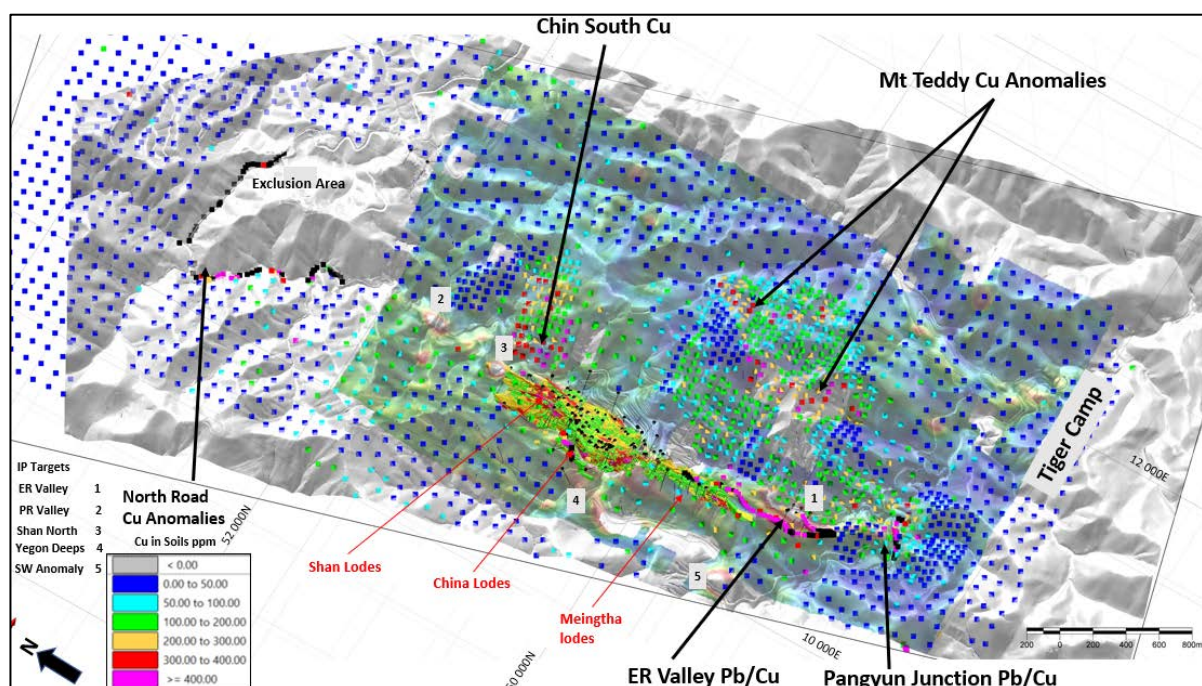 Chin South Cu
Mt Teddy Cu Anomalies
Exclusion Area
2
3
Tiger Camp
12 000E
1
IP Targets
ER Valley 1
PR Valley 2
Shan North 3
Yegon Deeps 4
SW Anomaly 5
North Road
Cu Anomalies
52 000N
4
5
Shan Lodes
China Lodes
Meingtha
lodes
Cu in Soils ppm
< 0.00
0.00 to 50.00
50.00 to 100.00
100.00 to 200.00
200.00 to 300.00
300.00 to 400.00
>= 400.00
N
10 000E
200 0 200 400 600 800m
ER Valley Pb/Cu
Pangyun Junction Pb/Cu